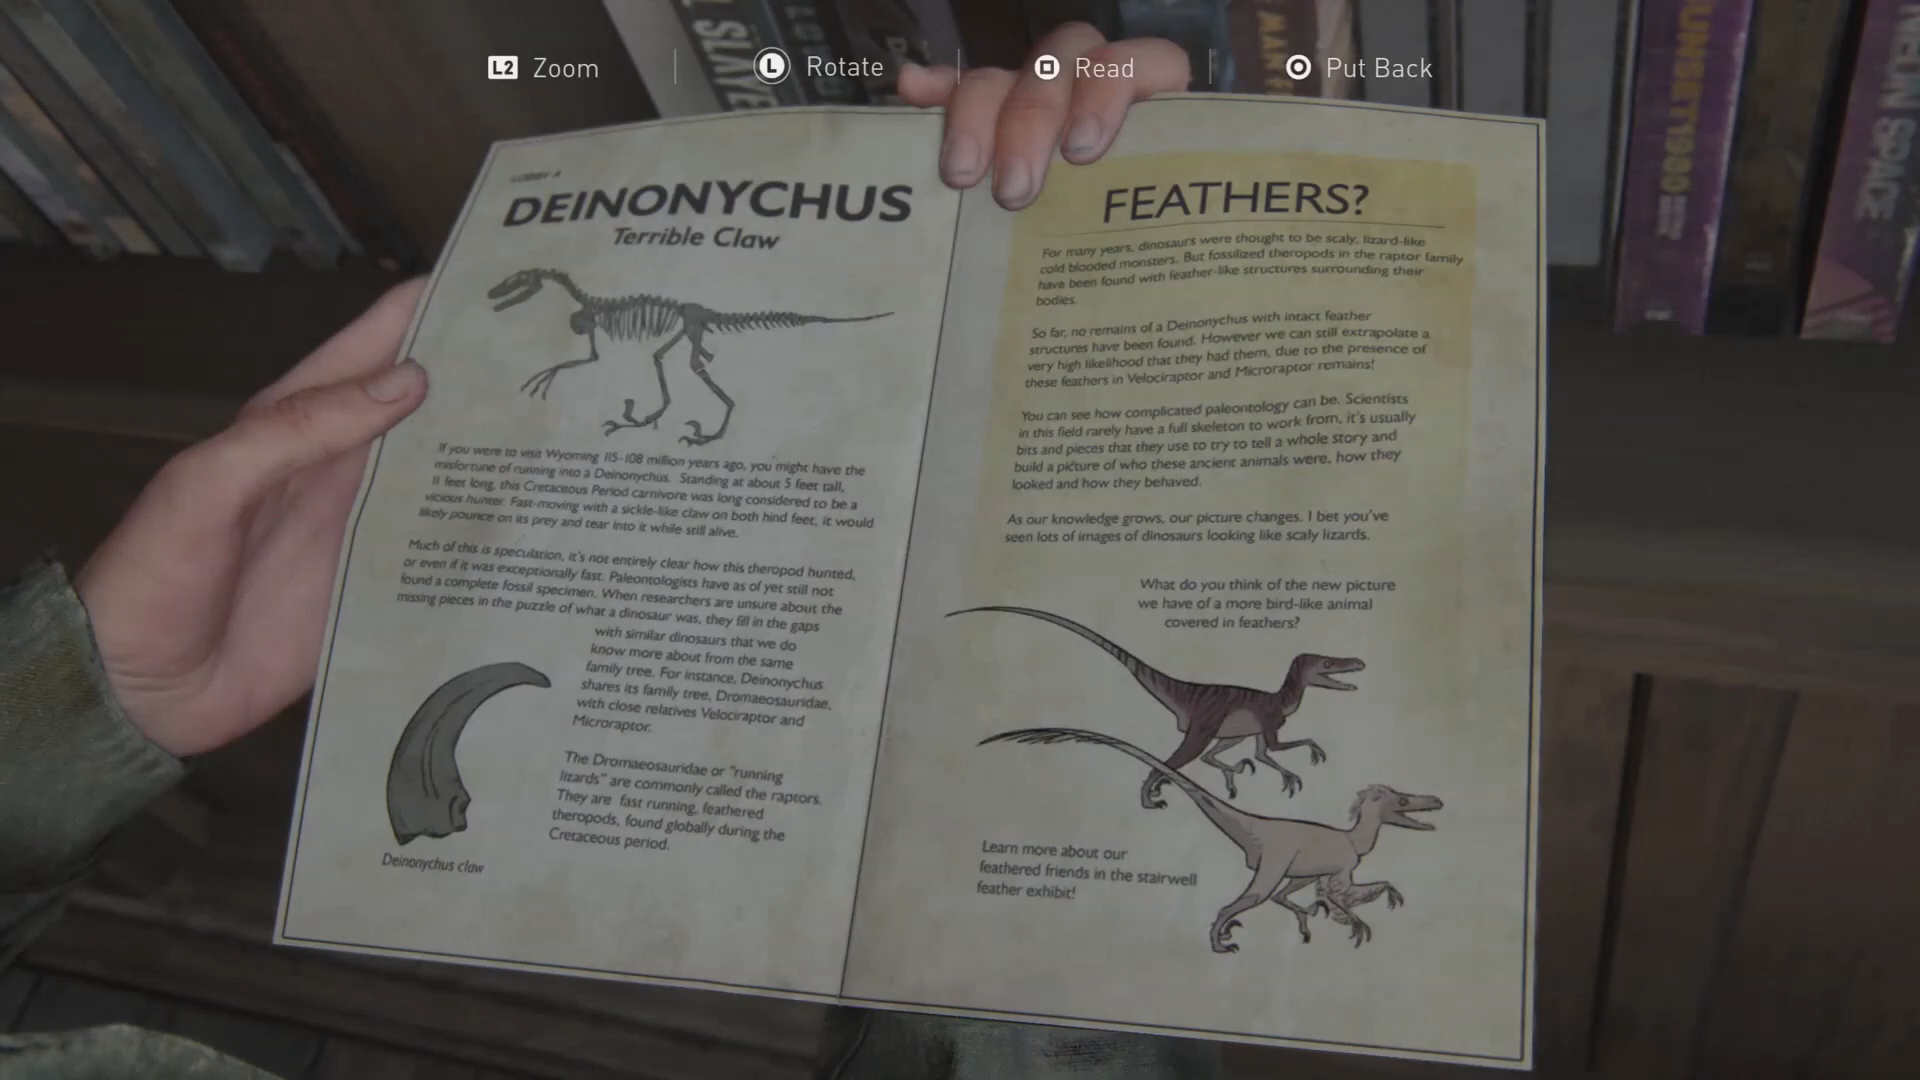 L2 Zoom
L Rotate
Read
Put Back
SLAVE
UNSET1980
SPACE
LOBBY A
DEINONYCHUS
Terrible Claw
If you were to visit Wyoming 115-108 million years ago, you might have the
misfortune of running into a Deinonychus. Standing at about 5 feet tall,
11 feet long, this Cretaceous Period carnivore was long considered to be a
vicious hunter. Fast-moving with a sickle-like claw on both hind feet, it would
likely pounce on its prey and tear into it while still alive.
Much of this is speculation, it's not entirely clear how this theropod hunted,
or even if it was exceptionally fast. Paleontologists have as of yet still not
found a complete fossil specimen. When researchers are unsure about the
missing pieces in the puzzle of what a dinosaur was, they fill in the gaps
with similar dinosaurs that we do
know more about from the same
family tree. For instance, Deinonychus
shares its family tree, Dromaeosauridae,
with close relatives Velociraptor and
Microraptor.
The Dromaeosauridae or "running
lizards" are commonly called the raptors.
They are fast running, feathered
theropods, found globally during the
Cretaceous period.
Deinonychus claw
FEATHERS?
For many years, dinosaurs were thought to be scaly, lizard-like
cold blooded monsters. But fossilized theropods in the raptor family
have been found with feather-like structures surrounding their
bodies.
So far, no remains of a Deinonychus with intact feather
structures have been found. However we can still extrapolate a
very high likelihood that they had them, due to the presence of
these feathers in Velociraptor and Microraptor remains!
You can see how complicated paleontology can be. Scientists
in this field rarely have a full skeleton to work from, it's usually
bits and pieces that they use to try to tell a whole story and
build a picture of who these ancient animals were, how they
looked and how they behaved.
As our knowledge grows, our picture changes. I bet you've
seen lots of images of dinosaurs looking like scaly lizards.
What do you think of the new picture
we have of a more bird-like animal
covered in feathers?
Learn more about our
feathered friends in the stairwell
feather exhibit!